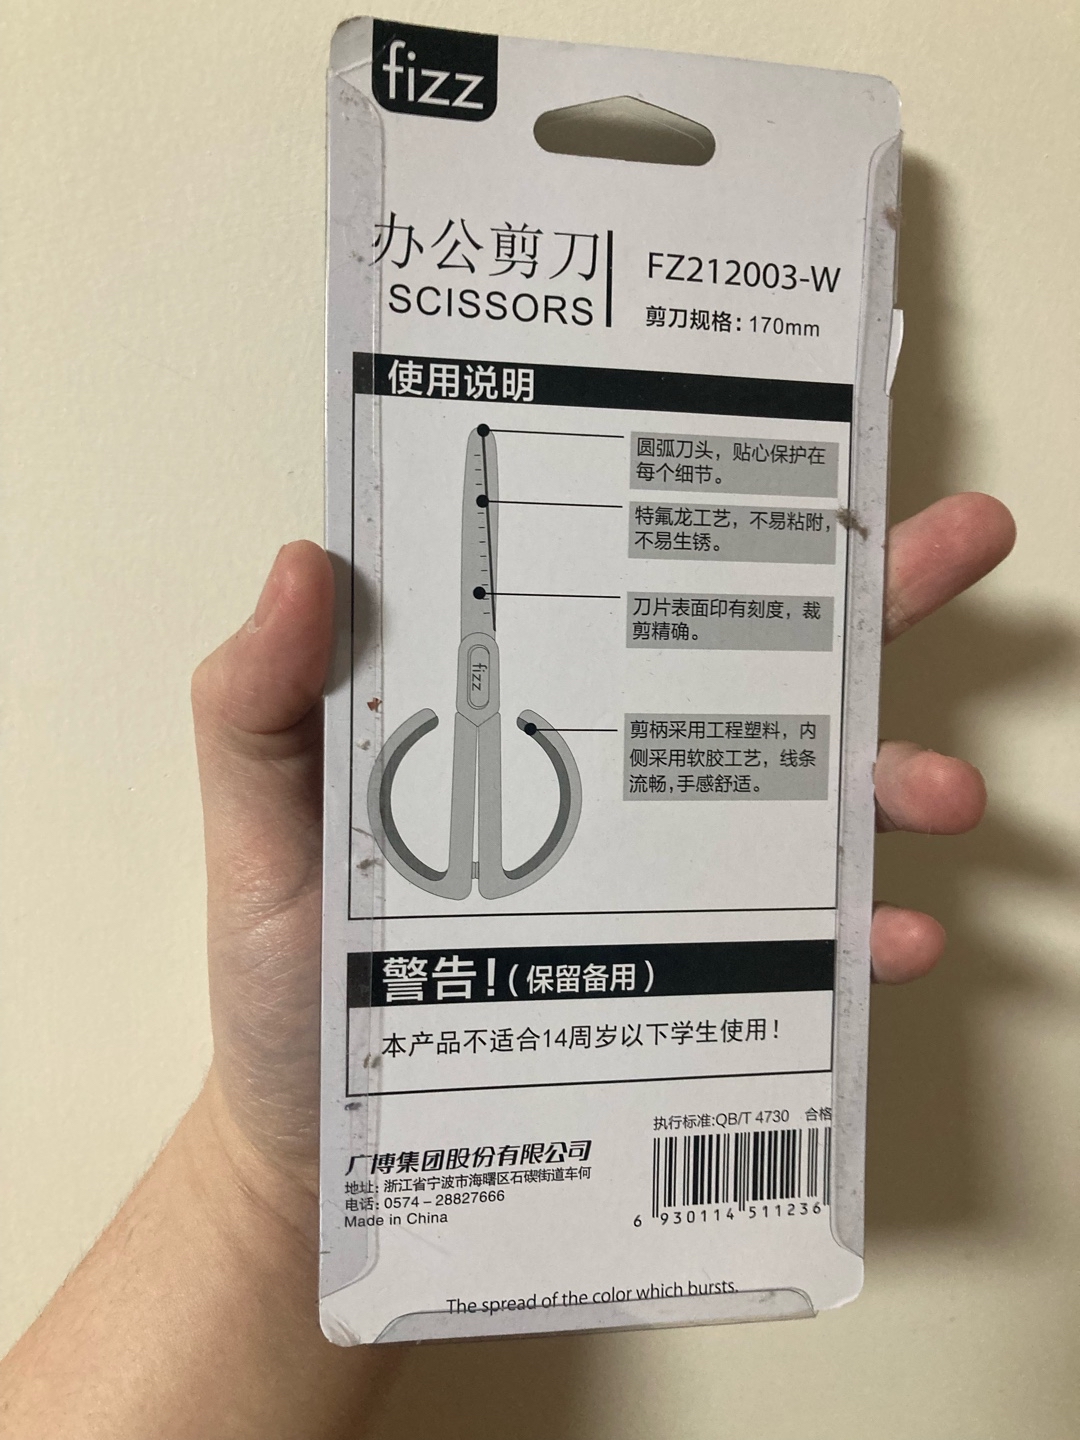 fizz
办公剪刀
SCISSORS
FZ212003-W
剪刀规格：170mm
使用说明
圆弧刀头，贴心保护在
每个细节。
特氟龙工艺，不易粘附，
不易生锈。
刀片表面印有刻度，裁
剪精确。
fizz
剪柄采用工程塑料，内
侧采用软胶工艺，线条
流畅，手感舒适。
警告！（保留备用）
本产品不适合14周岁以下学生使用！
执行标准:QB/T 4730 合格
广博集团股份有限公司
地址: 浙江省宁波市海曙区石碶街道车何
电话: 0574 – 28827666
Made in China
6 930114 511236
The spread of the color which bursts.